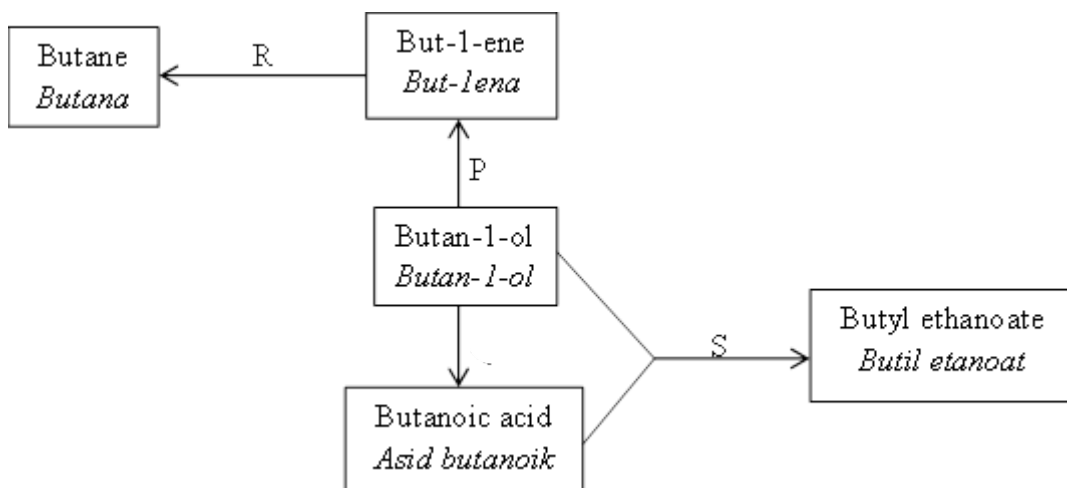 Butane
Butana
R
But-1-ene
But-1ena
P
Butan-1-ol
Butan-1-ol
S
Butyl ethanoate
Butil etanoat
Butanoic acid
Asid butanoik